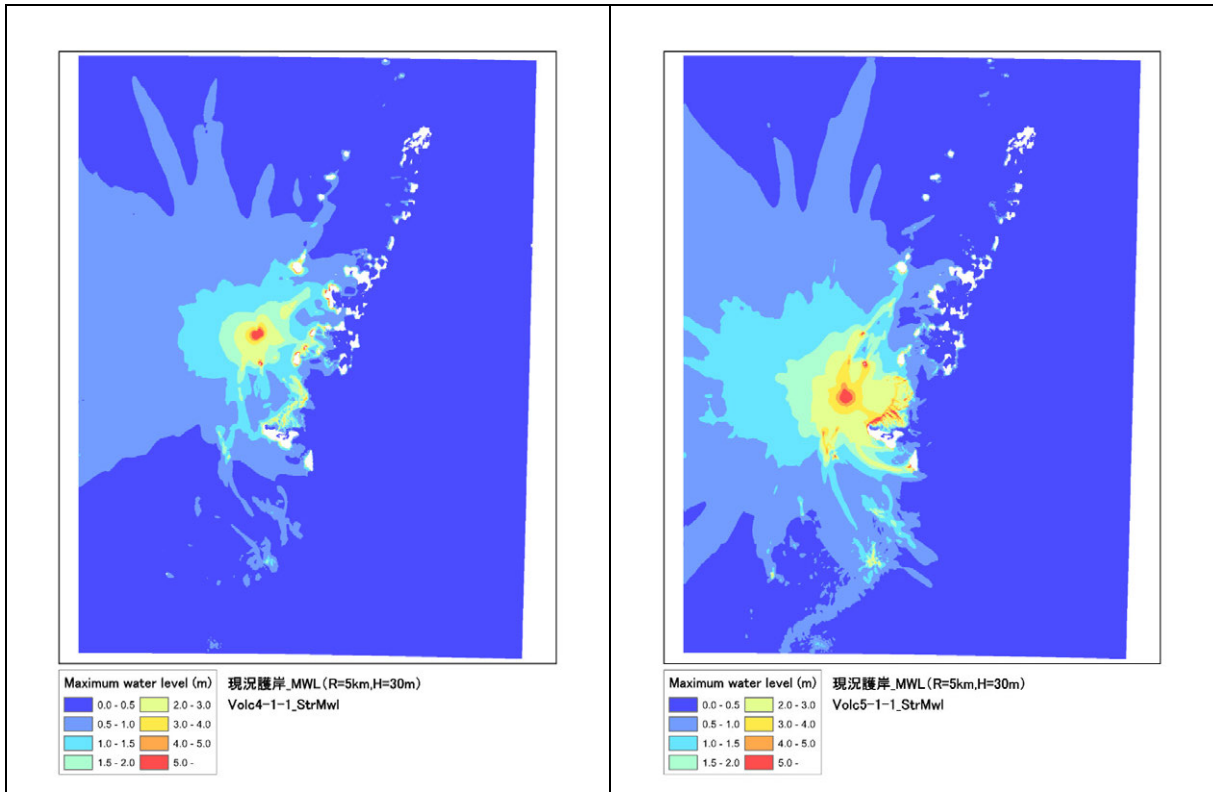 Maximum water level (m)
0.0 - 0.5
2.0 - 3.0
0.5 - 1.0
3.0 - 4.0
1.0 - 1.5
4.0 - 5.0
1.5 - 2.0
5.0 -
現況護岸_MWL(R=5km,H=30m)
Volc4-1-1_StrMwl
Maximum water level (m)
0.0 - 0.5
2.0 - 3.0
0.5 - 1.0
3.0 - 4.0
1.0 - 1.5
4.0 - 5.0
1.5 - 2.0
5.0 -
現況護岸_MWL(R=5km,H=30m)
Volc5-1-1_StrMwl